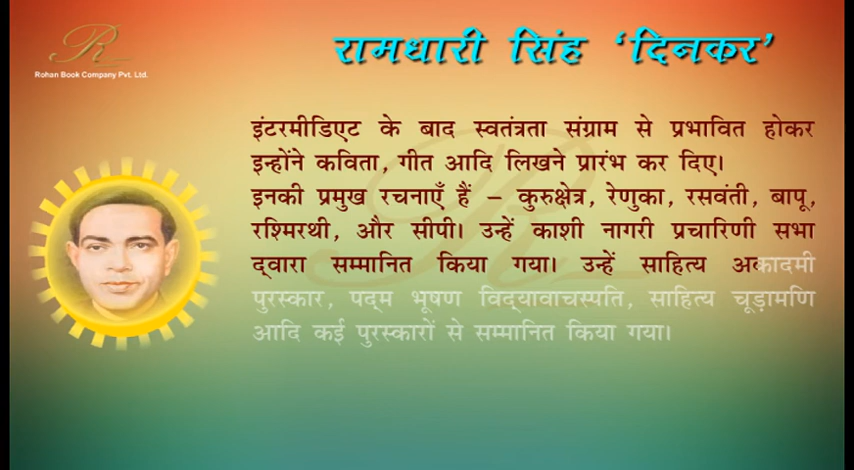 R
Rohan Book Company Pvt. Ltd.
रामधारी सिंह ‘दिनकर’
इंटरमीडिएट के बाद स्वतंत्रता संग्राम से प्रभावित होकर
इन्होंने कविता, गीत आदि लिखने प्रारंभ कर दिए।
इनकी प्रमुख रचनाएँ हैं – कुरुक्षेत्र, रेणुका, रसवंती, बापू,
रश्मिरथी, और सीपी। उन्हें काशी नागरी प्रचारिणी सभा
द्‌वारा सम्मानित किया गया। उन्हें साहित्य अकादमी
पुरस्कार, पद्‌म भूषण विद्‌यावाचस्पति, साहित्य चूड़ामणि
आदि कई पुरस्कारों से सम्मानित किया गया।